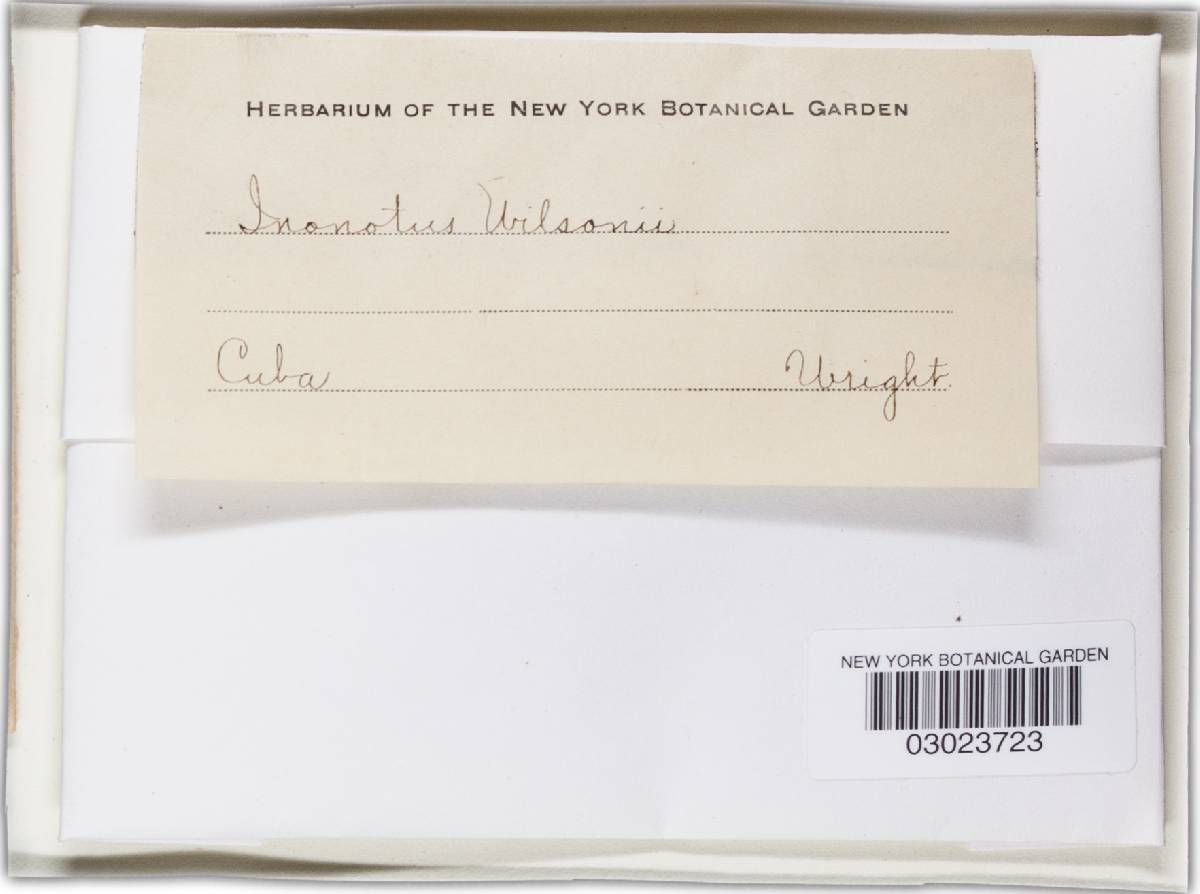 HERBARIUM OF THE NEW YORK BOTANICAL GARDEN
Inonotus Wilsonii
Cuba Wright
NEW YORK BOTANICAL GARDEN
03023723